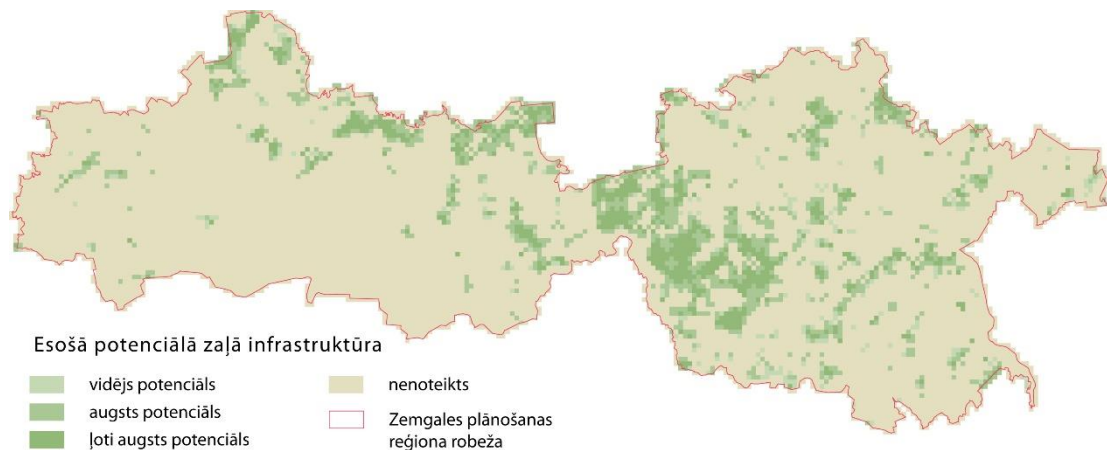 Esošā potenciālā zaļā infrastruktūra
vidējs potenciāls
augsts potenciāls
ļoti augsts potenciāls
nenoteikts
Zemgales plānošanas
reģiona robeža